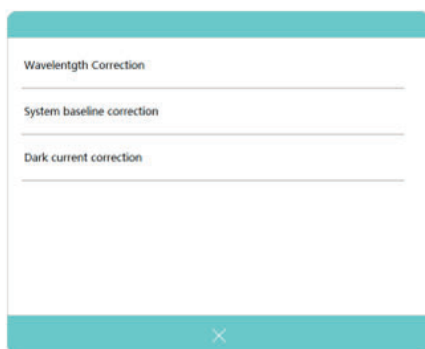 Wavelentgth Correction
System baseline correction
Dark current correction